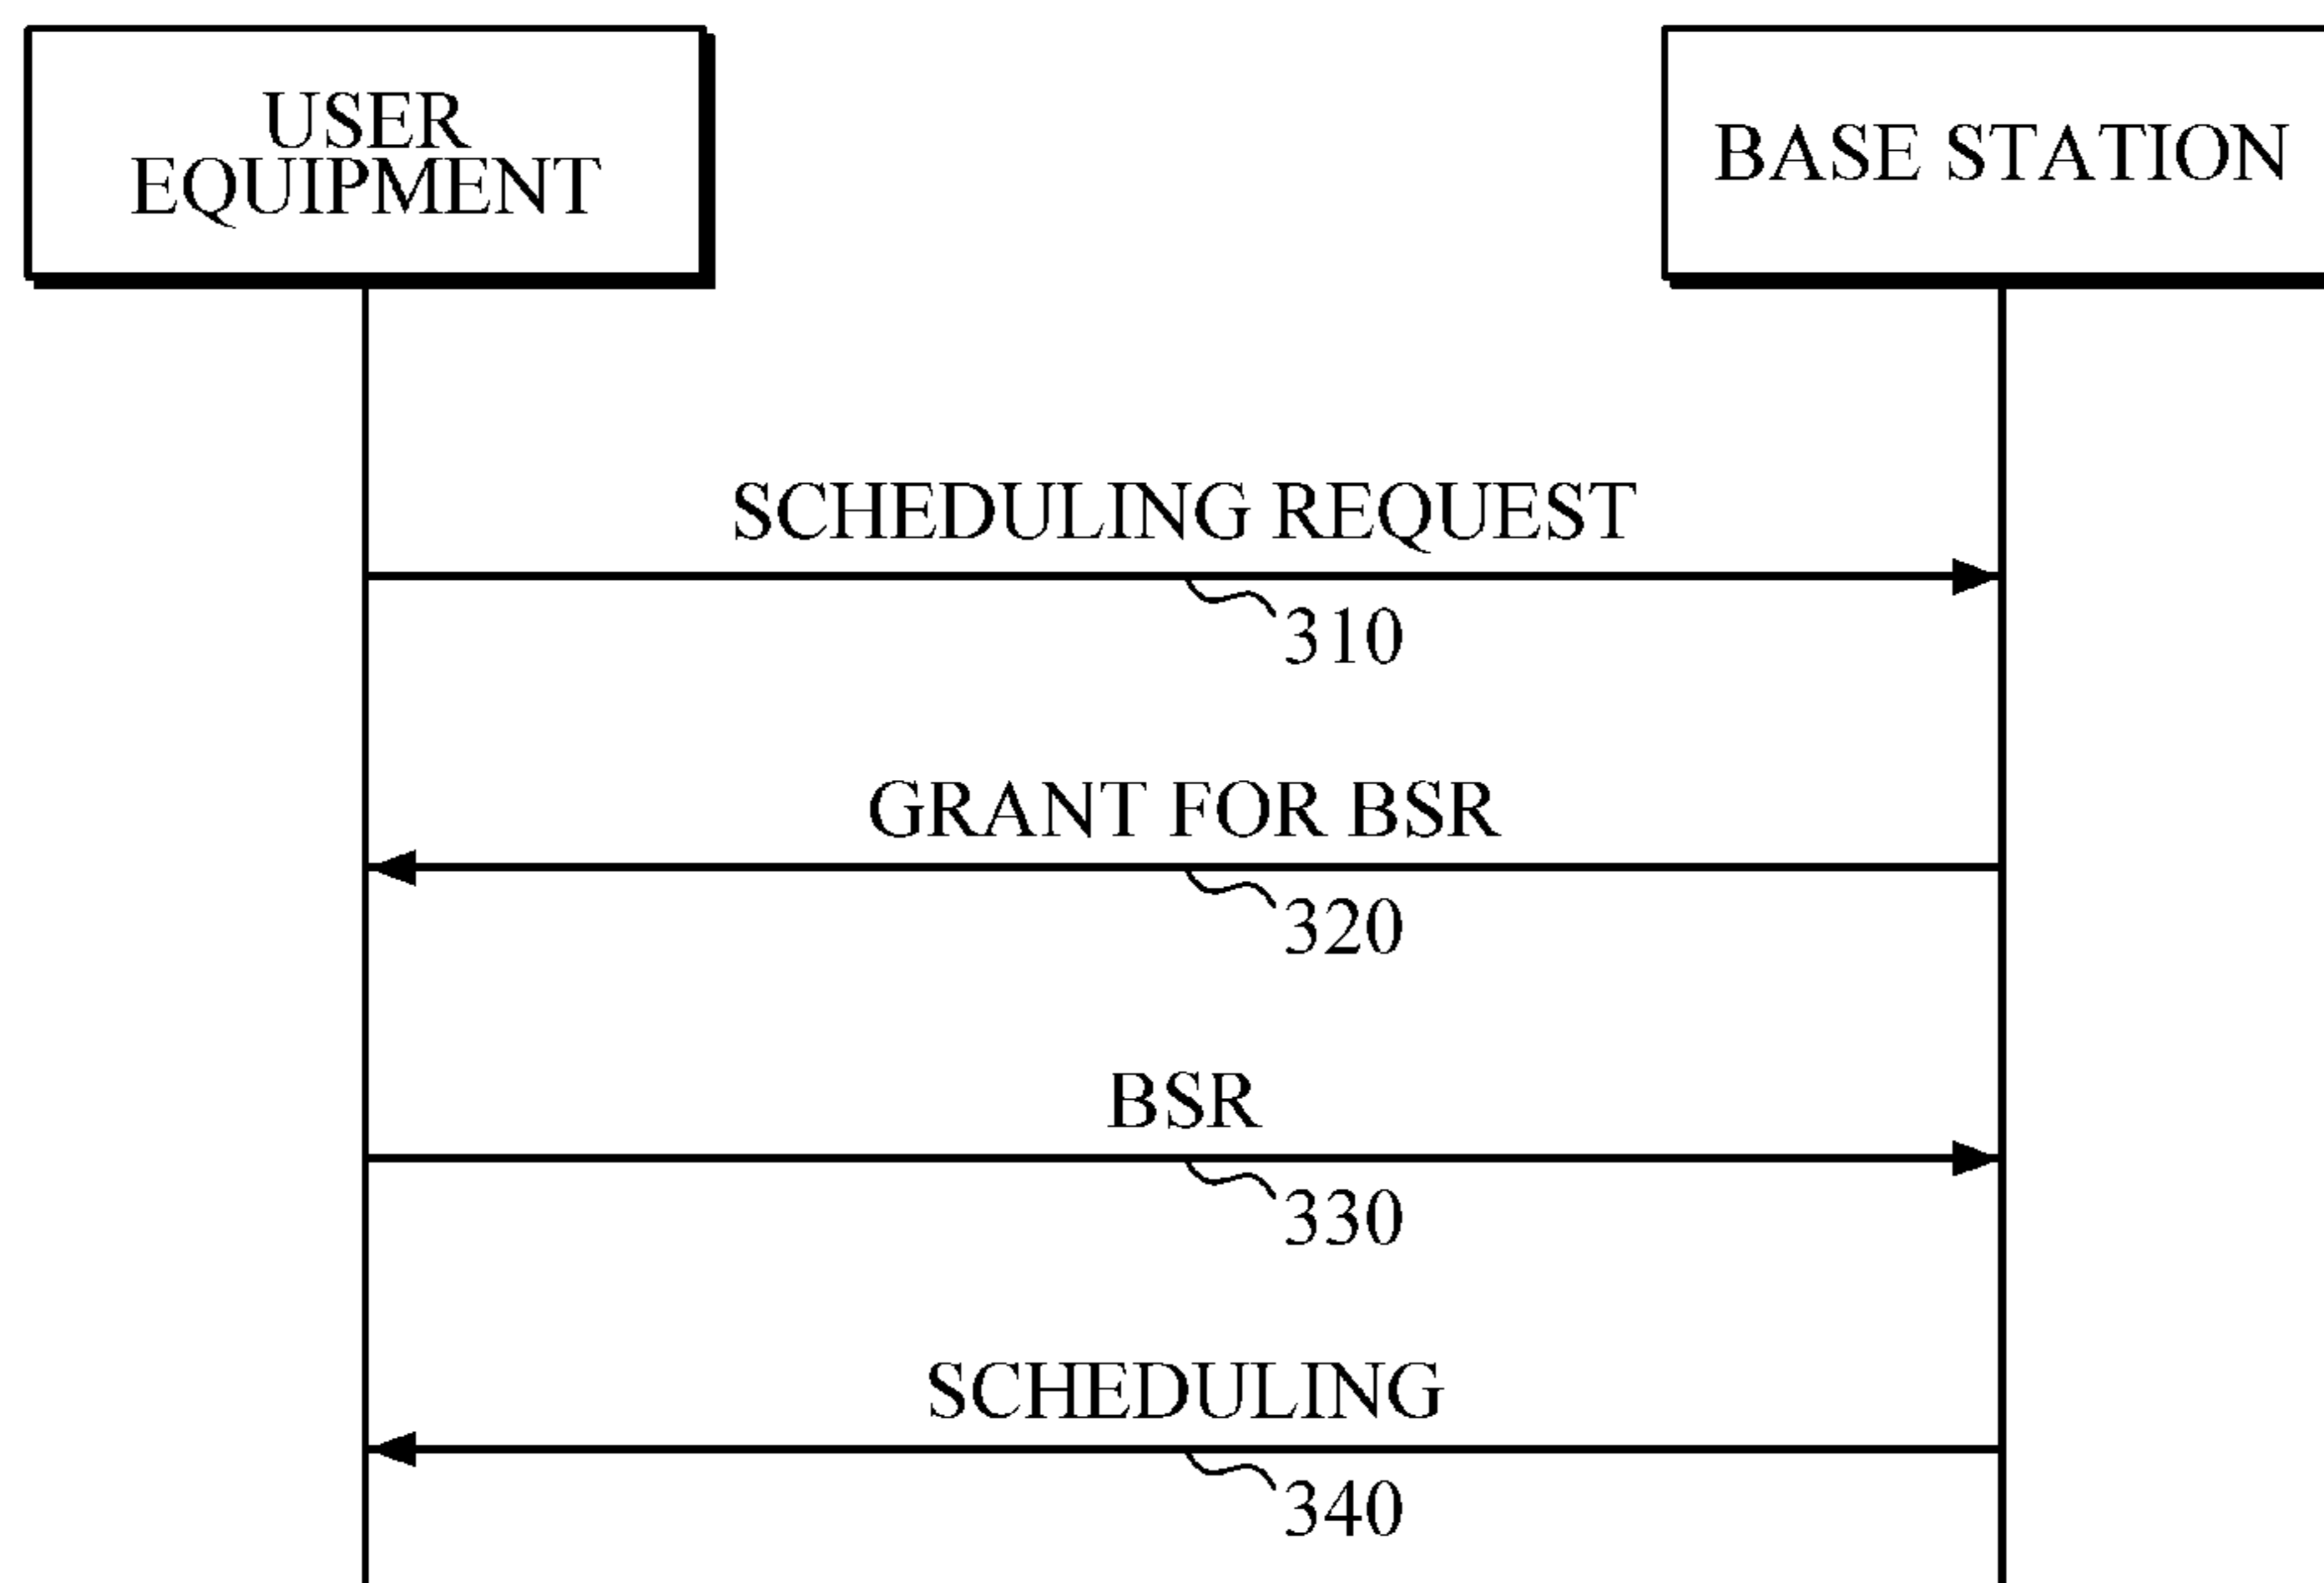 USER
EQUIPMENT
BASE STATION
SCHEDULING REQUEST
310
GRANT FOR BSR
320
BSR
330
SCHEDULING
340